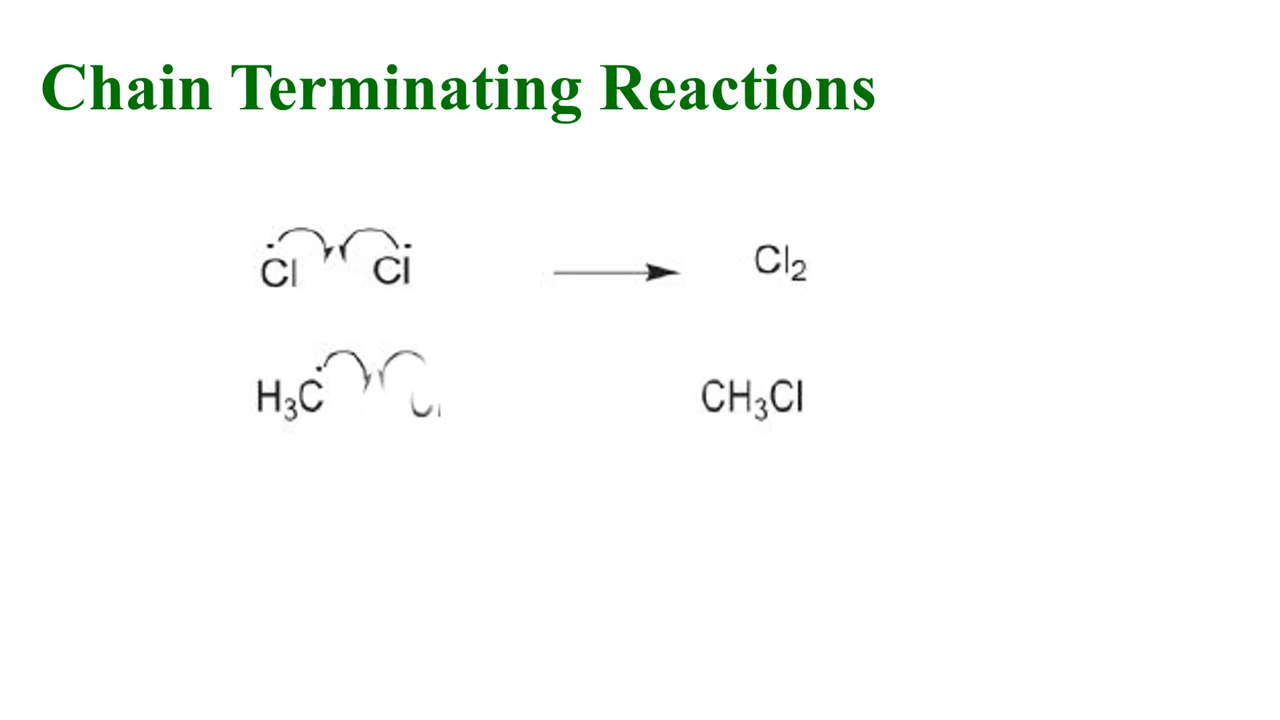 Chain Terminating Reactions
Cl Cl → Cl₂
H₃C CH₃Cl